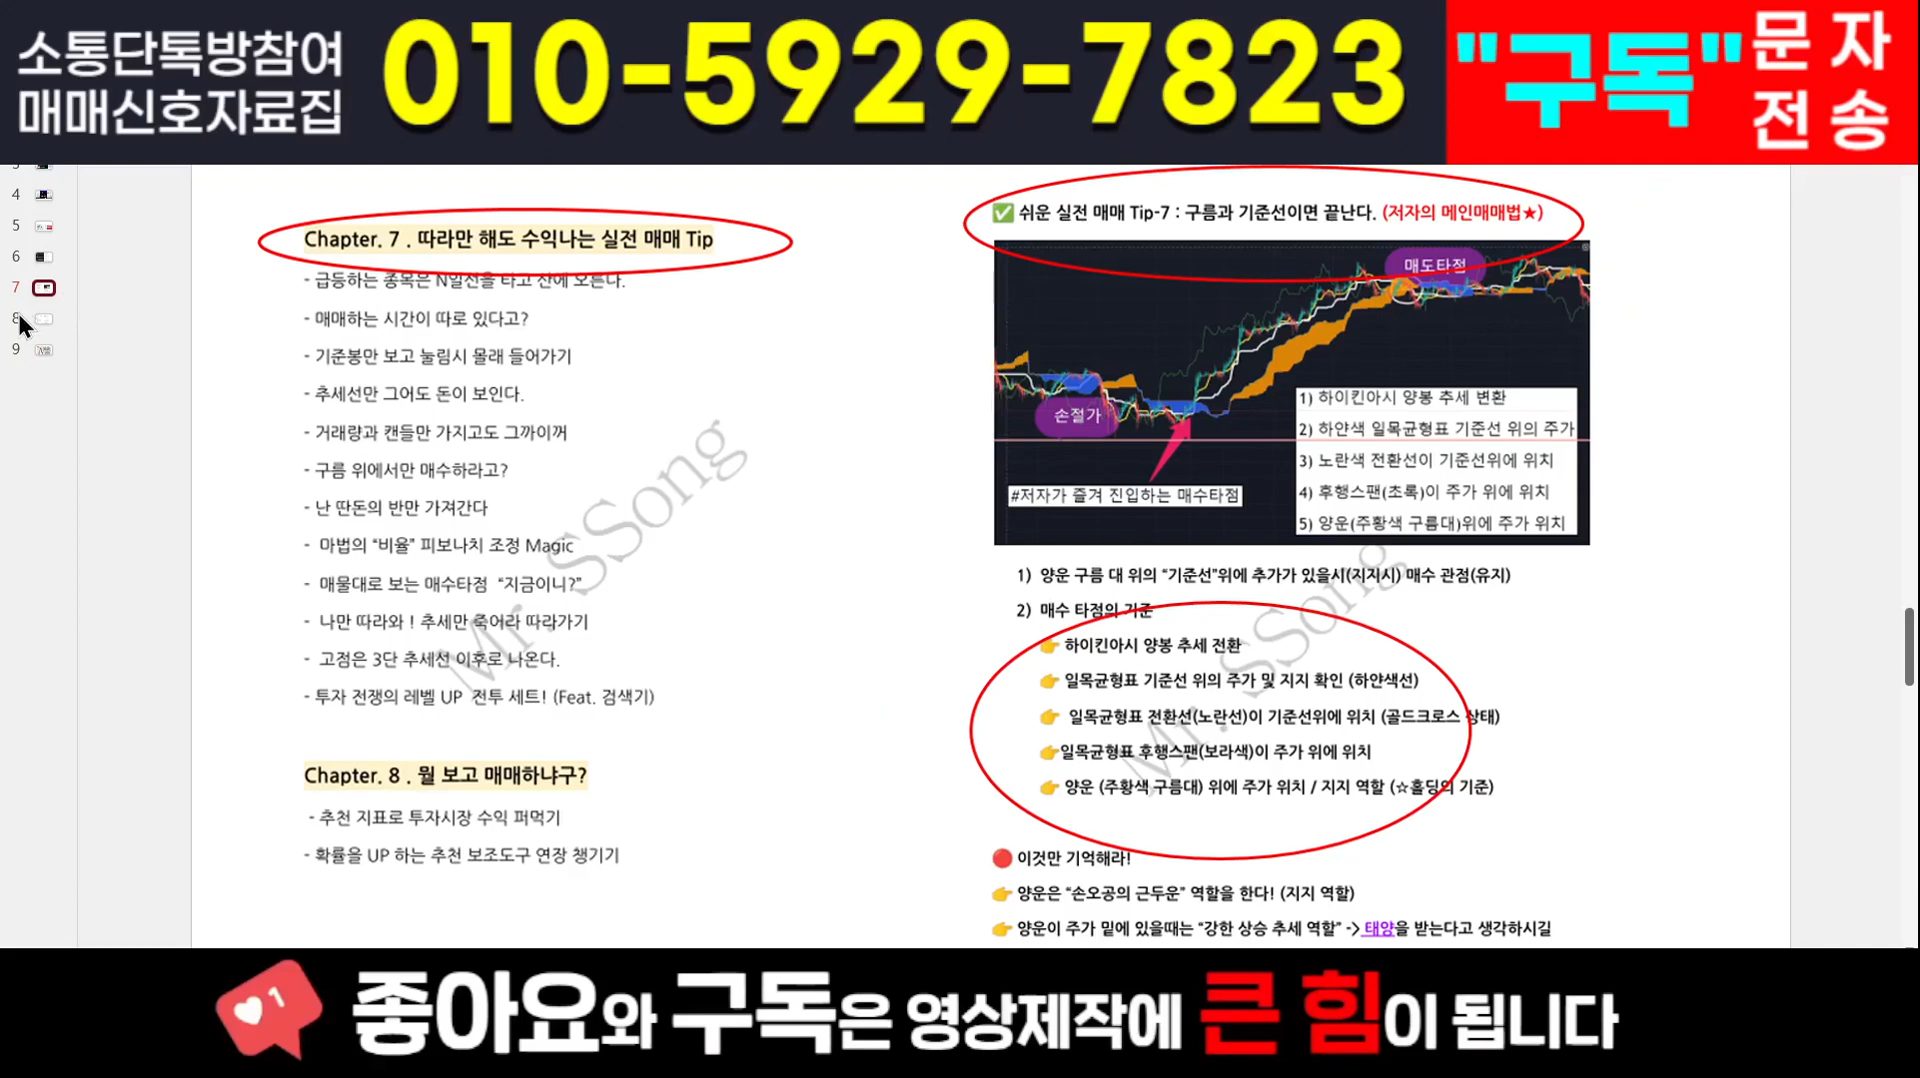 소통단톡방참여
매매신호자료집
010-5929-7823
"구독"
문 자
전 송
4
5
6
7
8
9
Chapter. 7 . 따라만 해도 수익나는 실전 매매 Tip
- 급등하는 종목은 N일선을 타고 산에 오른다.
- 매매하는 시간이 따로 있다고?
- 기준봉만 보고 눌림시 몰래 들어가기
- 추세선만 그어도 돈이 보인다.
- 거래량과 캔들만 가지고도 그까이꺼
- 구름 위에서만 매수하라고?
- 난 딴돈의 반만 가져간다
- 마법의 “비율” 피보나치 조정 Magic
- 매물대로 보는 매수타점 “지금이니?”
- 나만 따라와 ! 추세만 죽어라 따라가기
- 고점은 3단 추세선 이후로 나온다.
- 투자 전쟁의 레벨 UP 전투 세트! (Feat. 검색기)
Chapter. 8 . 뭘 보고 매매하냐구?
- 추천 지표로 투자시장 수익 퍼먹기
- 확률을 UP 하는 추천 보조도구 연장 챙기기
Mr. SSong
✅ 쉬운 실전 매매 Tip-7 : 구름과 기준선이면 끝난다. (저자의 메인매매법★)
매도타점
손절가
#저자가 즐겨 진입하는 매수타점
1) 하이킨아시 양봉 추세 변환
2) 하얀색 일목균형표 기준선 위의 주가
3) 노란색 전환선이 기준선위에 위치
4) 후행스팬(초록)이 주가 위에 위치
5) 양운(주황색 구름대)위에 주가 위치
1) 양운 구름 대 위의 “기준선”위에 추가가 있을시(지지시) 매수 관점(유지)
2) 매수 타점의 기준
👉 하이킨아시 양봉 추세 전환
👉 일목균형표 기준선 위의 주가 및 지지 확인 (하얀색선)
👉 일목균형표 전환선(노란선)이 기준선위에 위치 (골드크로스 상태)
👉일목균형표 후행스팬(보라색)이 주가 위에 위치
👉 양운 (주황색 구름대) 위에 주가 위치 / 지지 역할 (☆홀딩의 기준)
Mr. SSong
🔴 이것만 기억해라!
👉 양운은 “손오공의 근두운” 역할을 한다! (지지 역할)
👉 양운이 주가 밑에 있을때는 “강한 상승 추세 역할” -> 태양을 받는다고 생각하시길
1
좋아요와 구독은 영상제작에 큰 힘이 됩니다